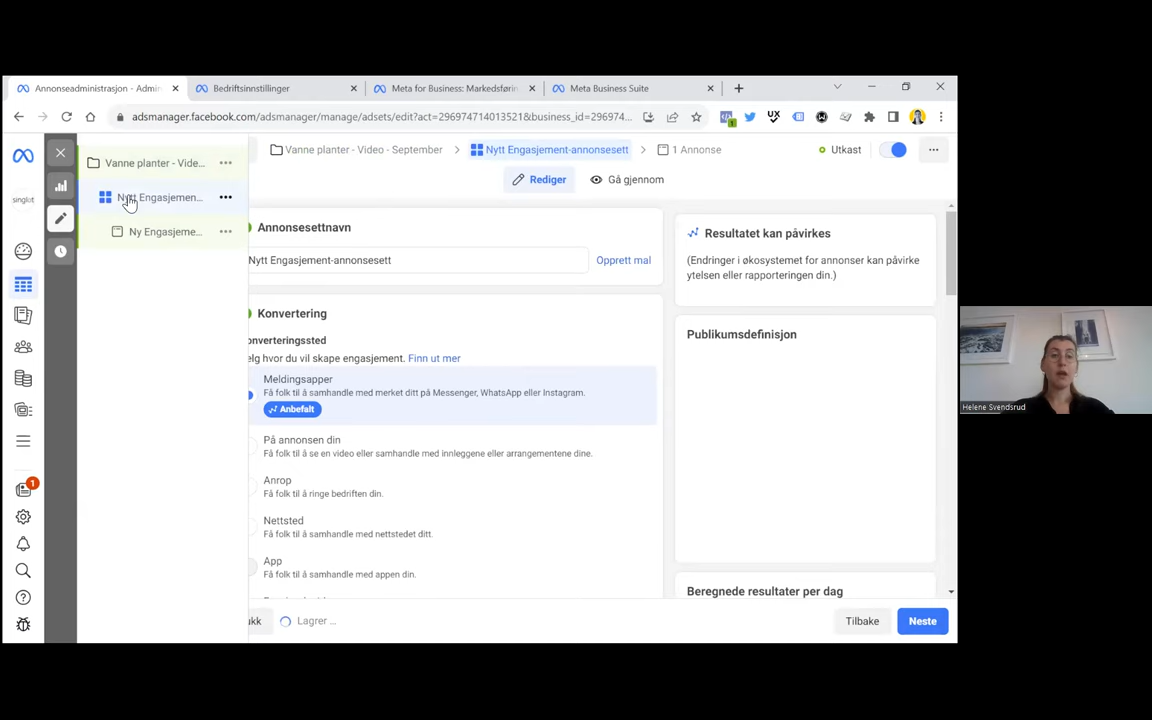 Annonseadministrasjon - Admin
Bedriftsinnstillinger
Meta for Business: Markedsførin
Meta Business Suite
adsmanager.facebook.com/adsmanager/manage/adsets/edit?act=296974714013521&business_id=296974...
singlot
Vanne planter - Vide...
Nytt Engasjemen...
Ny Engasjeme...
Vanne planter - Video - September
Nytt Engasjement-annonsesett
1 Annonse
Utkast
Rediger
Gå gjennom
Annonsesettnavn
Nytt Engasjement-annonsesett
Opprett mal
Konvertering
onverteringssted
elg hvor du vil skape engasjement. Finn ut mer
Meldingsapper
Få folk til å samhandle med merket ditt på Messenger, WhatsApp eller Instagram.
Anbefalt
På annonsen din
Få folk til å se en video eller samhandle med innleggene eller arrangementene dine.
Anrop
Få folk til å ringe bedriften din.
Nettsted
Få folk til å samhandle med nettstedet ditt.
App
Få folk til å samhandle med appen din.
Resultatet kan påvirkes
(Endringer i økosystemet for annonser kan påvirke
ytelsen eller rapporteringen din.)
Publikumsdefinisjon
Beregnede resultater per dag
1
ukk
Lagrer ...
Tilbake
Neste
Helene Svendsrud